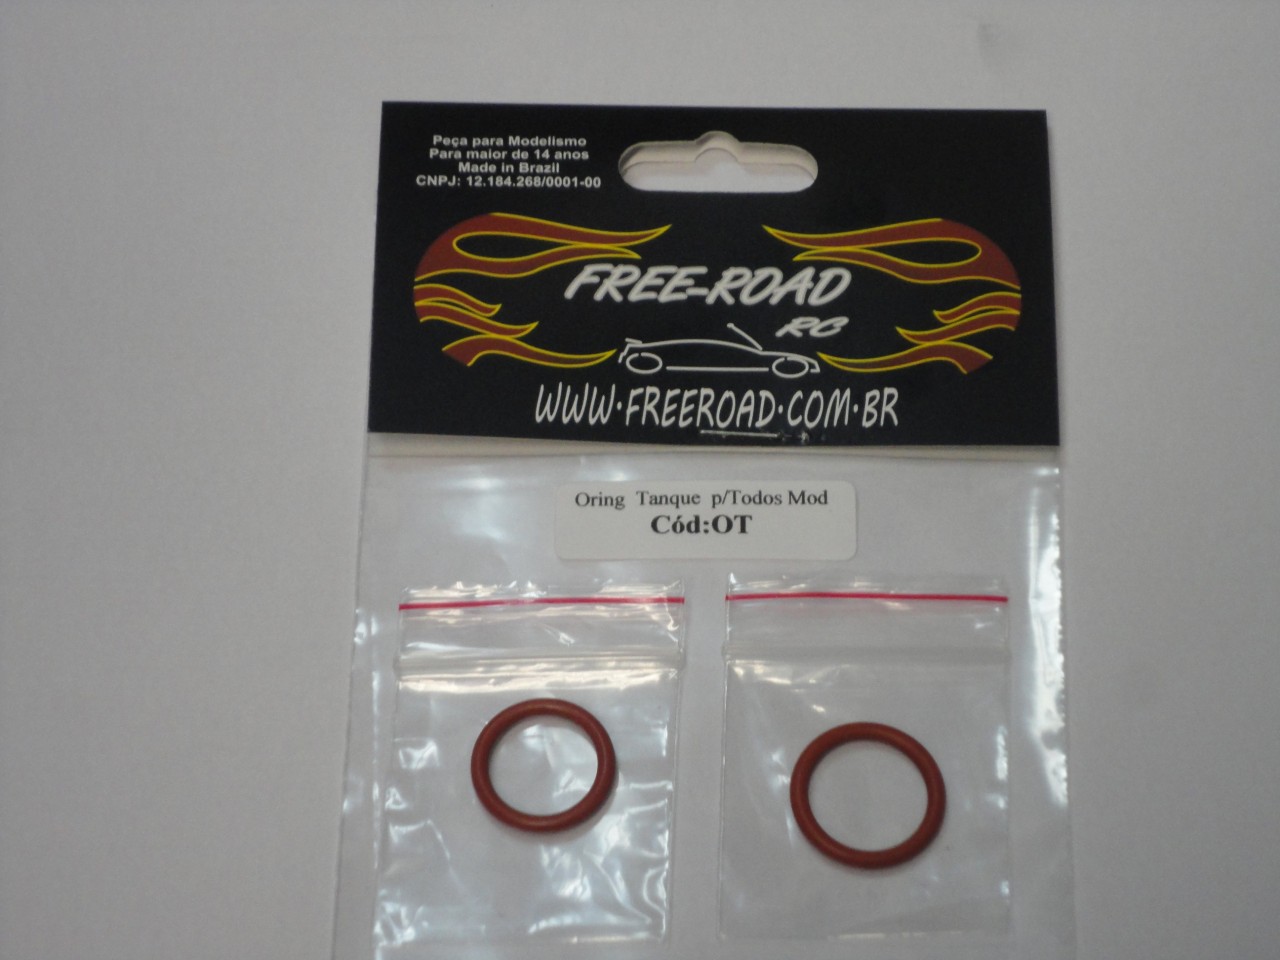 Peça para Modelismo
Para maior de 14 anos
Made in Brazil
CNPJ: 12.184.268/0001-00
FREE-ROAD
RC
WWW.FREEROAD.COM.BR
Oring Tanque p/Todos Mod
Cód:OT